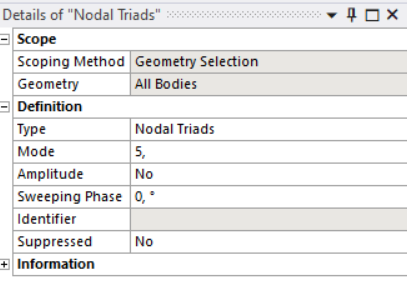 Details of "Nodal Triads"
Scope
Scoping Method Geometry Selection
Geometry All Bodies
Definition
Type Nodal Triads
Mode 5,
Amplitude No
Sweeping Phase 0, °
Identifier
Suppressed No
Information